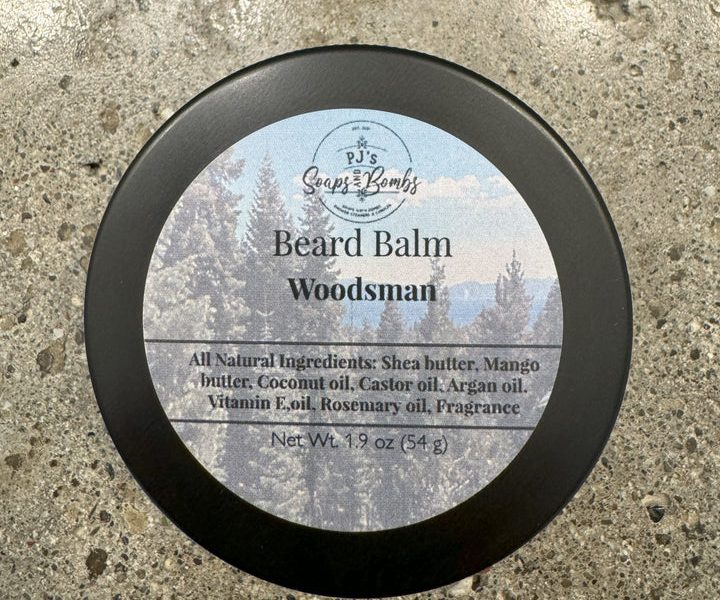 PJ's
Soaps AND Bombs
Beard Balm
Woodsman
All Natural Ingredients: Shea butter, Mango
butter, Coconut oil, Castor oil, Argan oil,
Vitamin E,oil, Rosemary oil, Fragrance
Net Wt. 1.9 oz (54 g)